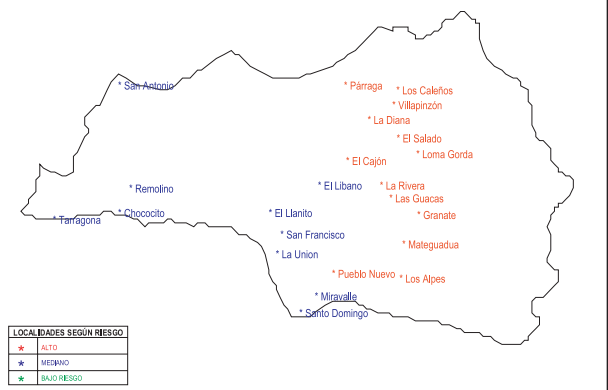 * San Antonio
* Párraga
* Los Caleños
* Villapinzón
* La Diana
* El Salado
* Loma Gorda
* El Cajón
* Remolino
* El Libano
* La Rivera
* Las Guacas
* Tarragona
* Chococito
* El Llanito
* Granate
* San Francisco
* Mateguadua
* La Union
* Pueblo Nuevo
* Los Alpes
* Miravalle
* Santo Domingo
LOCALIDADES SEGÚN RIESGO
* ALTO
* MEDIANO
* BAJO RIESGO